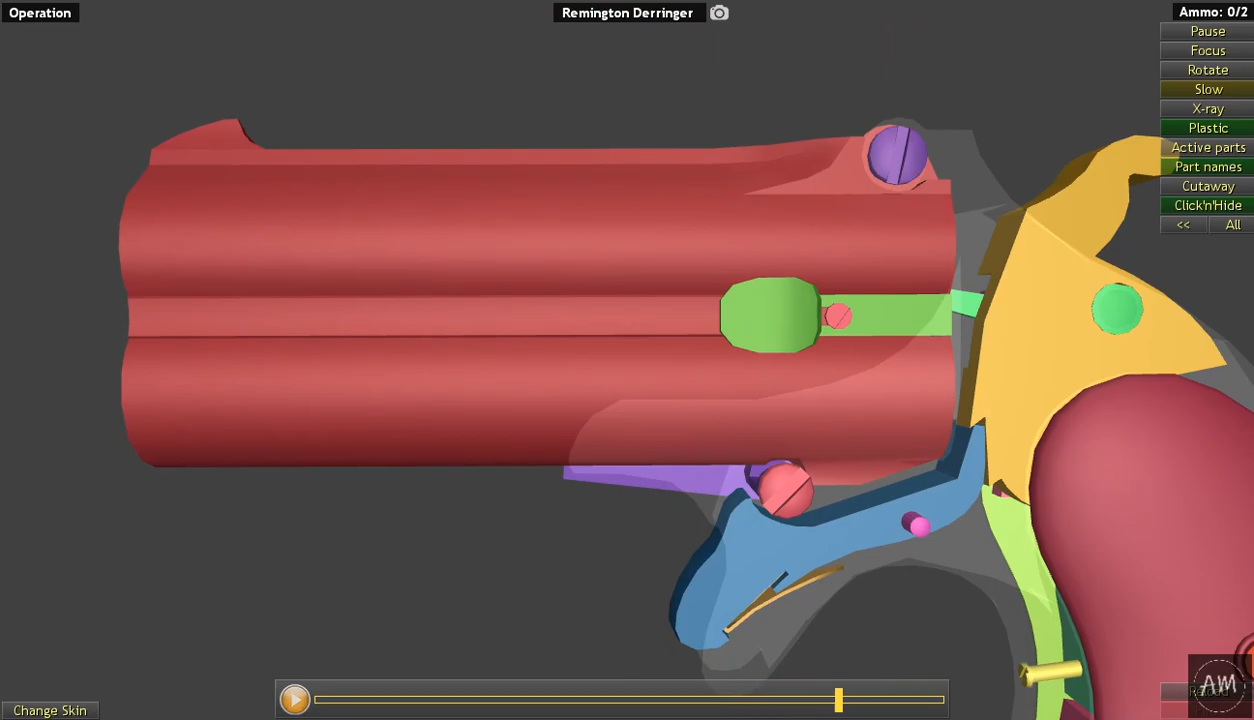 Operation
Remington Derringer
Ammo: 0/2
Pause
Focus
Rotate
Slow
X-ray
Plastic
Active parts
Part names
Cutaway
Click'n'Hide
<< All
Change Skin
AW